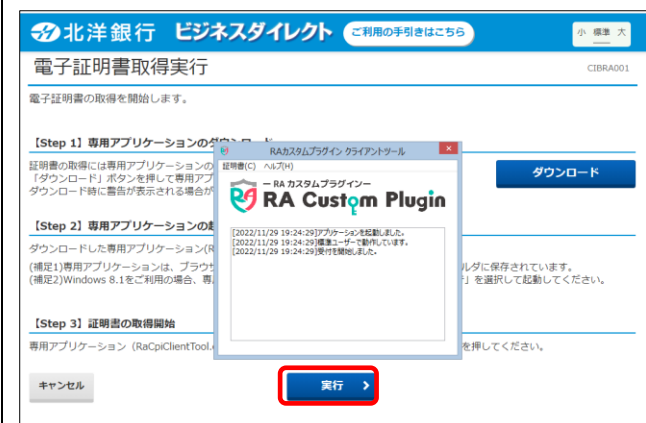 北洋銀行 ビジネスダイレクト ご利用の手引きはこちら 小 標準 大
電子証明書取得実行 CIBRA001
電子証明書の取得を開始します。
【Step 1】専用アプリケーションのダウンロード
証明書の取得には専用アプリケーションの
「ダウンロード」ボタンを押して専用アプ
ダウンロード時に警告が表示される場合が
ダウンロード
RAカスタムプラグイン クライアントツール
証明書(C) ヘルプ(H)
ー RA カスタムプラグインー
RA Custom Plugin
[2022/11/29 19:24:29]アプリケーションを起動しました。
[2022/11/29 19:24:29]標準ユーザーで動作しています。
[2022/11/29 19:24:29]受付を開始しました。
【Step 2】専用アプリケーションの
ダウンロードした専用アプリケーション(R
(補足1)専用アプリケーションは、ブラウサ ルダに保存されています。
(補足2)Windows 8.1をご利用の場合、専 」を選択して起動してください。
【Step 3】証明書の取得開始
専用アプリケーション（RaCpiClientTool. を押してください。
キャンセル 実行